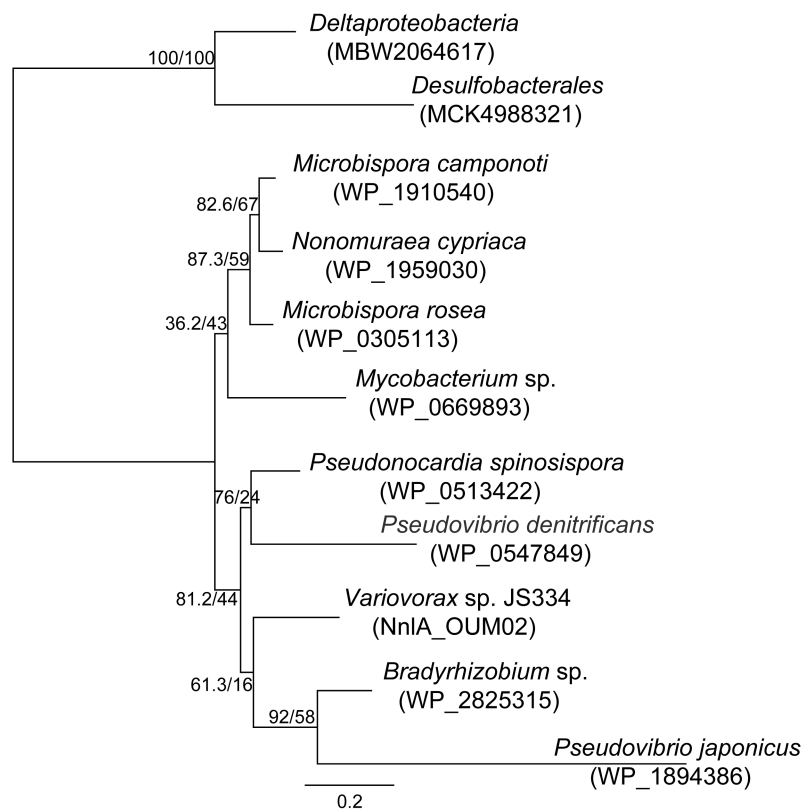 Deltaproteobacteria
(MBW2064617)
100/100
Desulfobacterales
(MCK4988321)
Microbispora camponoti
(WP_1910540)
82.6/67
Nonomuraea cypriaca
(WP_1959030)
87.3/59
Microbispora rosea
(WP_0305113)
36.2/43
Mycobacterium sp.
(WP_0669893)
Pseudonocardia spinosispora
(WP_0513422)
76/24
Pseudovibrio denitrificans
(WP_0547849)
81.2/44
Variovorax sp. JS334
(NnlA_OUM02)
61.3/16
Bradyrhizobium sp.
(WP_2825315)
92/58
Pseudovibrio japonicus
(WP_1894386)
0.2